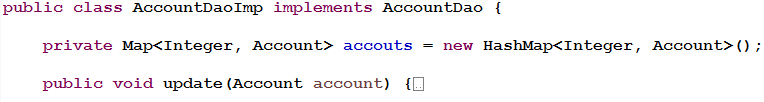 public class AccountDaoImp implements AccountDao {
private Map<Integer, Account> accouts = new HashMap<Integer, Account>();
public void update(Account account) {